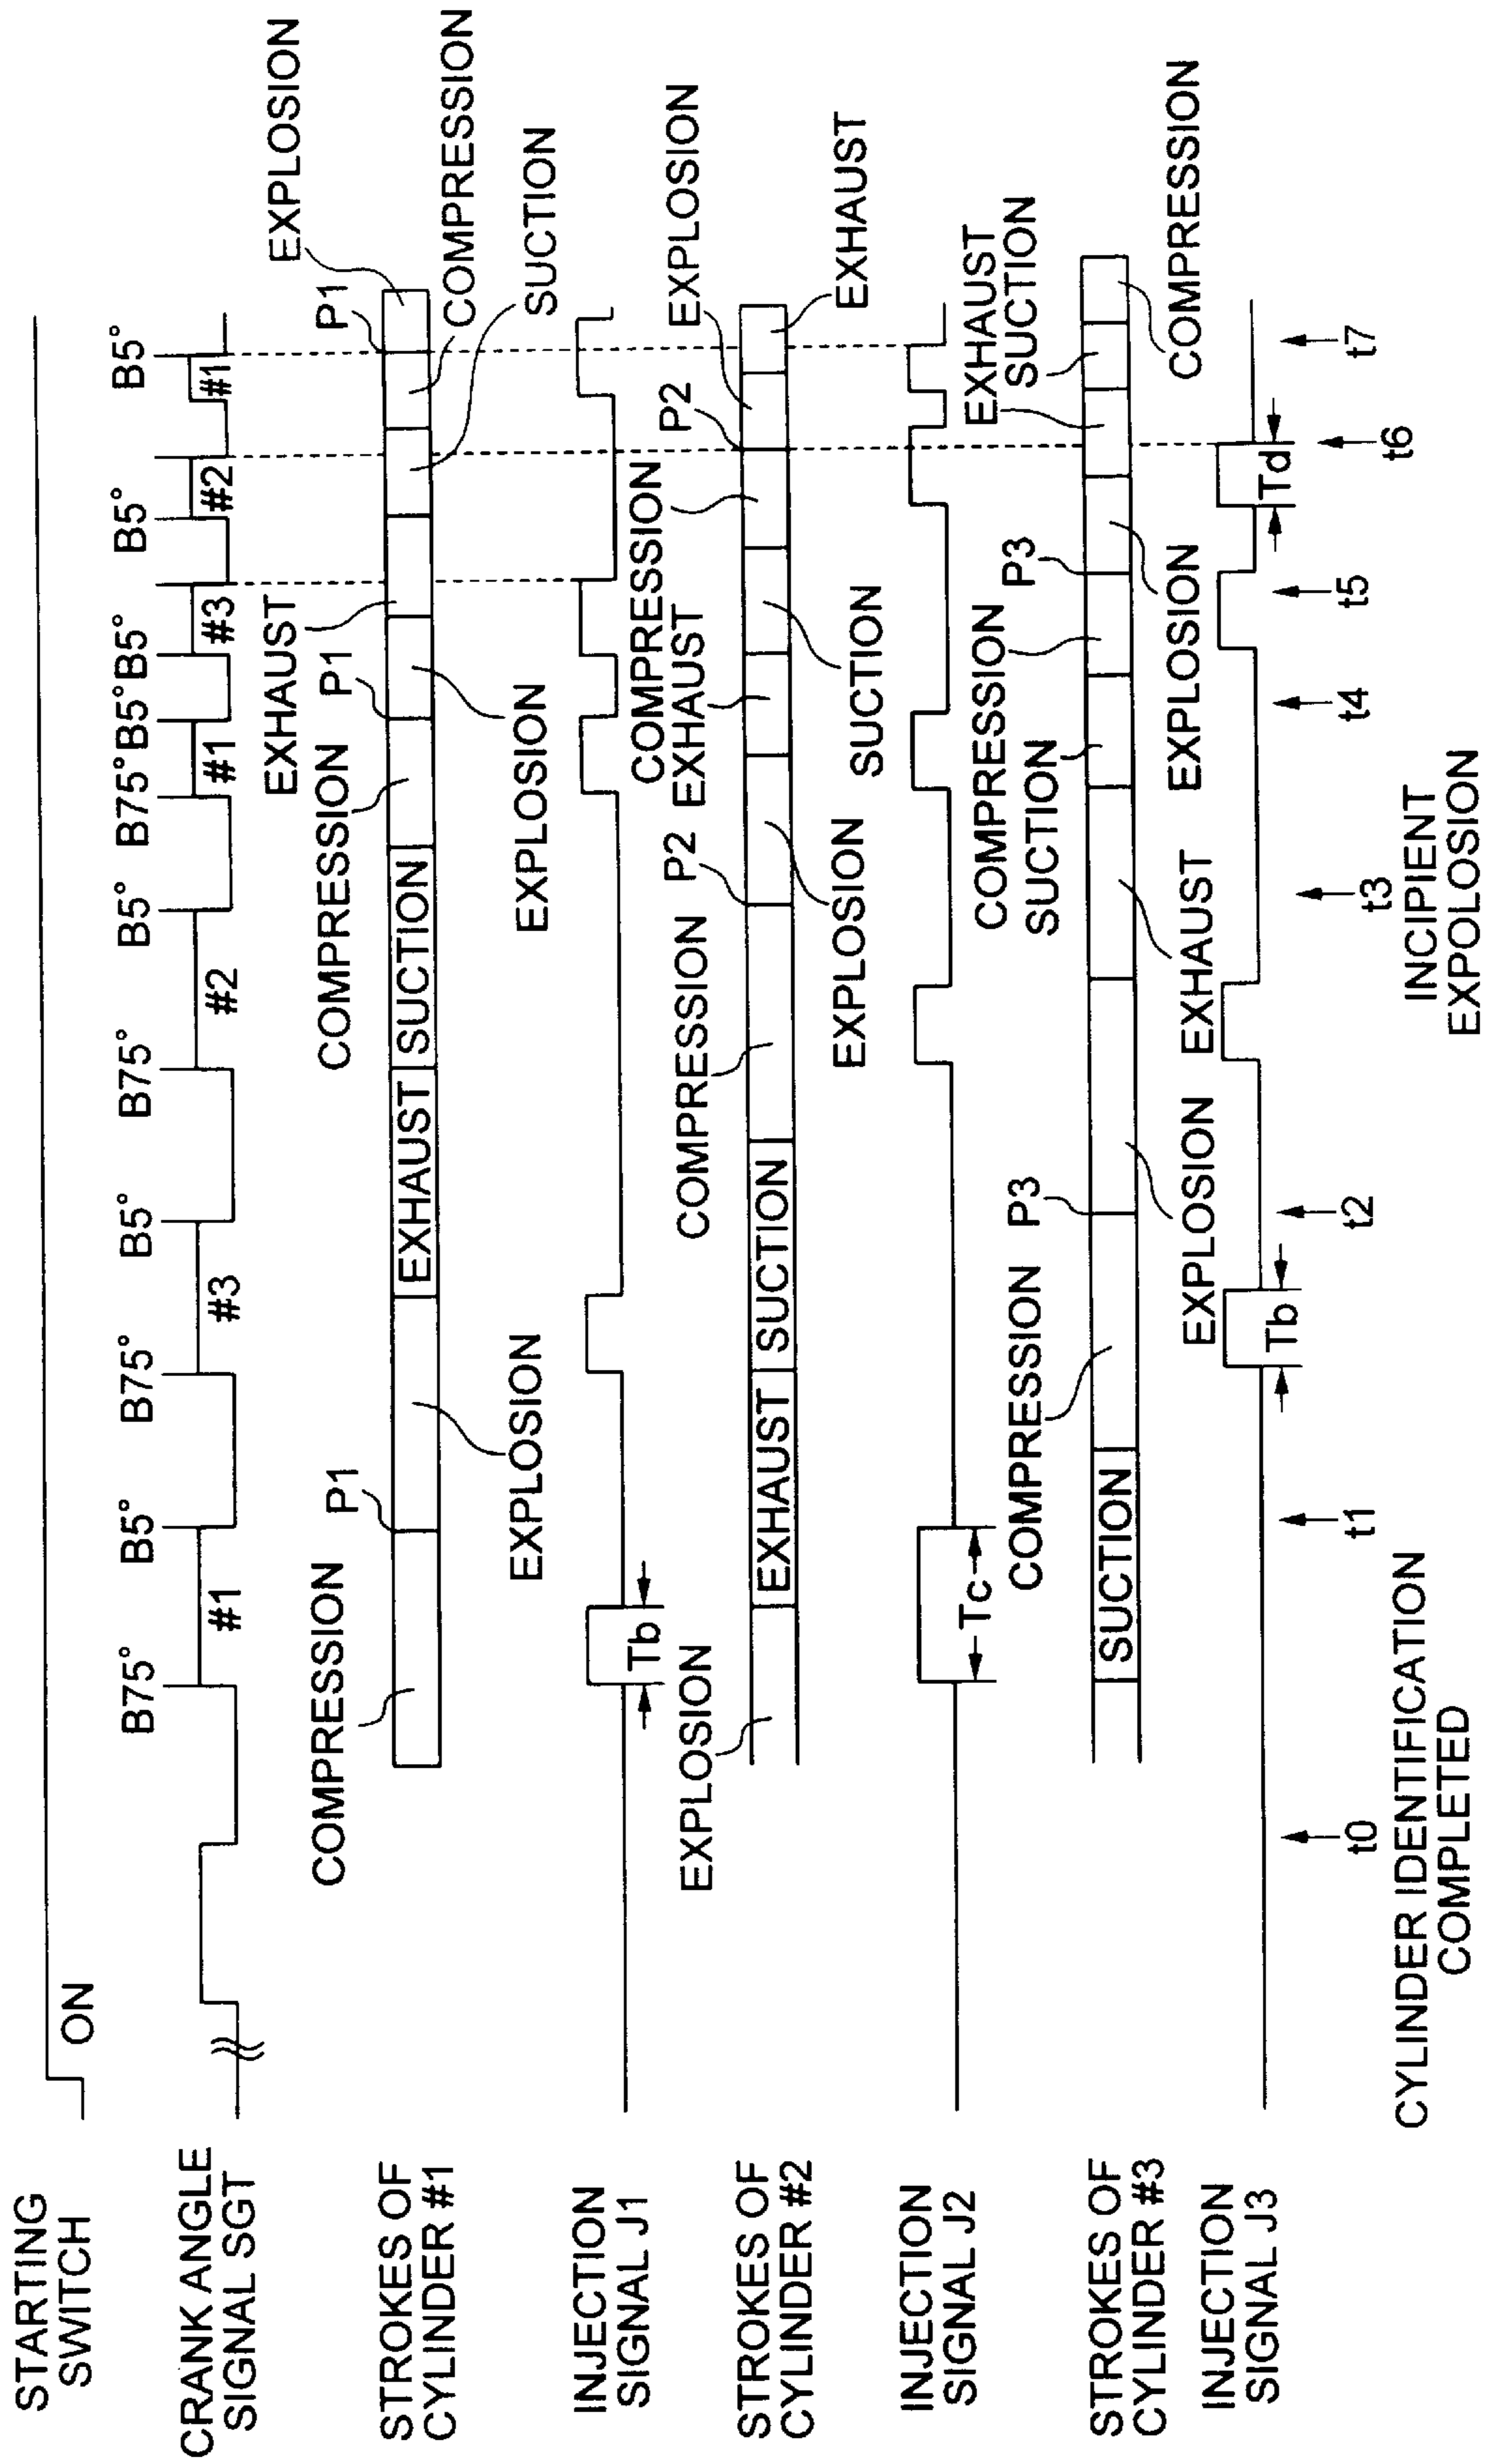 STARTING
SWITCH
ON
CRANK ANGLE
SIGNAL SGT
B75°
B5°
B75°
B5°
B75°
B5°
B75°
B5°
B5°
B5°
B5°
#1
#3
#2
#1
#3
#2
#1
STROKES OF
CYLINDER #1
COMPRESSION
P1
EXPLOSION
EXHAUST
SUCTION
COMPRESSION
P1
EXPLOSION
EXHAUST
SUCTION
COMPRESSION
P1
EXPLOSION
INJECTION
SIGNAL J1
Tb
STROKES OF
CYLINDER #2
EXPLOSION
EXHAUST
SUCTION
COMPRESSION
P2
EXPLOSION
EXHAUST
SUCTION
COMPRESSION
P2
EXPLOSION
EXHAUST
INJECTION
SIGNAL J2
Tc
STROKES OF
CYLINDER #3
SUCTION
COMPRESSION
P3
EXPLOSION
EXHAUST
SUCTION
COMPRESSION
P3
EXPLOSION
EXHAUST
SUCTION
COMPRESSION
INJECTION
SIGNAL J3
Tb
Td
t0
t1
t2
t3
t4
t5
t6
t7
CYLINDER IDENTIFICATION
COMPLETED
INCIPIENT
EXPOLOSION